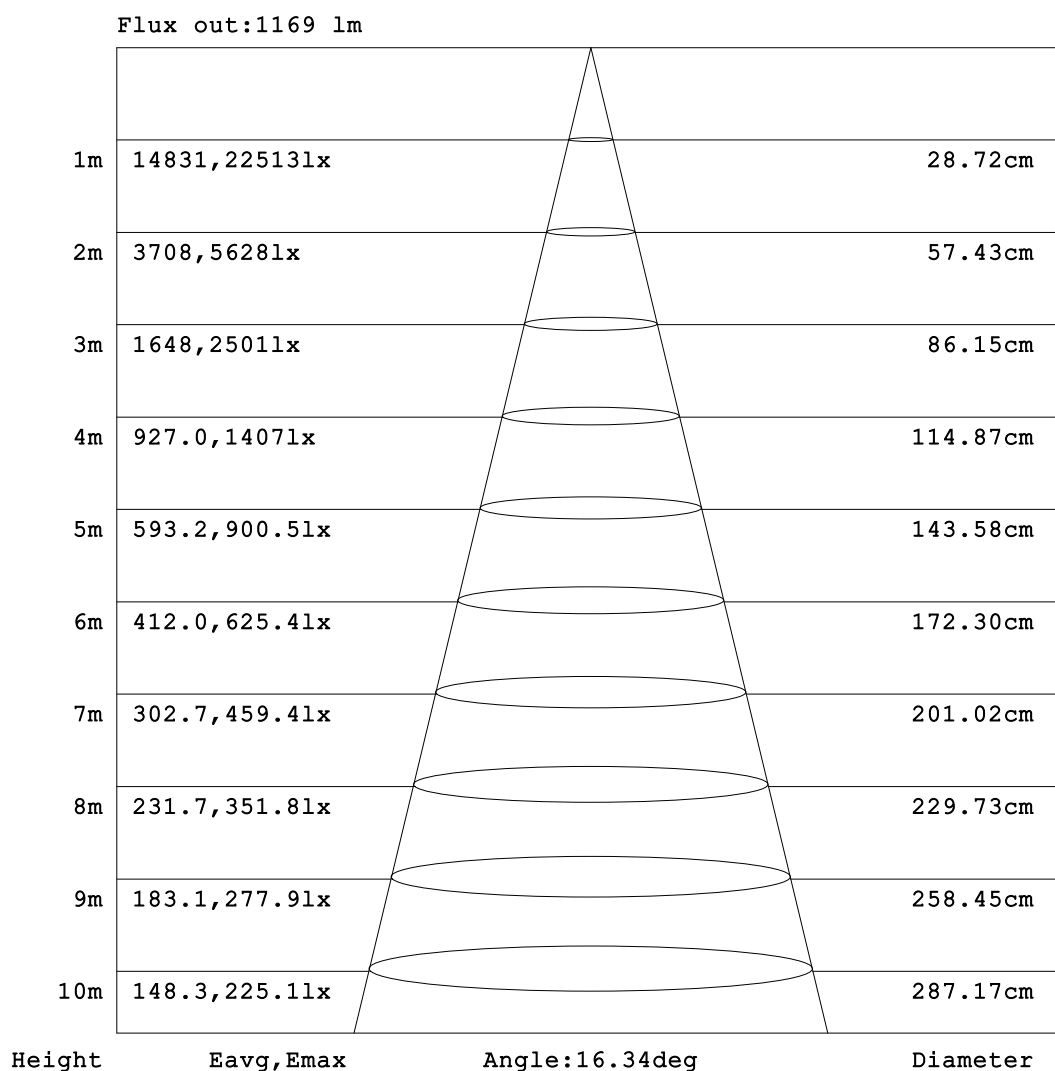 Flux out:1169 lm
1m 14831,22513lx 28.72cm
2m 3708,5628lx 57.43cm
3m 1648,2501lx 86.15cm
4m 927.0,1407lx 114.87cm
5m 593.2,900.5lx 143.58cm
6m 412.0,625.4lx 172.30cm
7m 302.7,459.4lx 201.02cm
8m 231.7,351.8lx 229.73cm
9m 183.1,277.9lx 258.45cm
10m 148.3,225.1lx 287.17cm
Height Eavg,Emax Angle:16.34deg Diameter